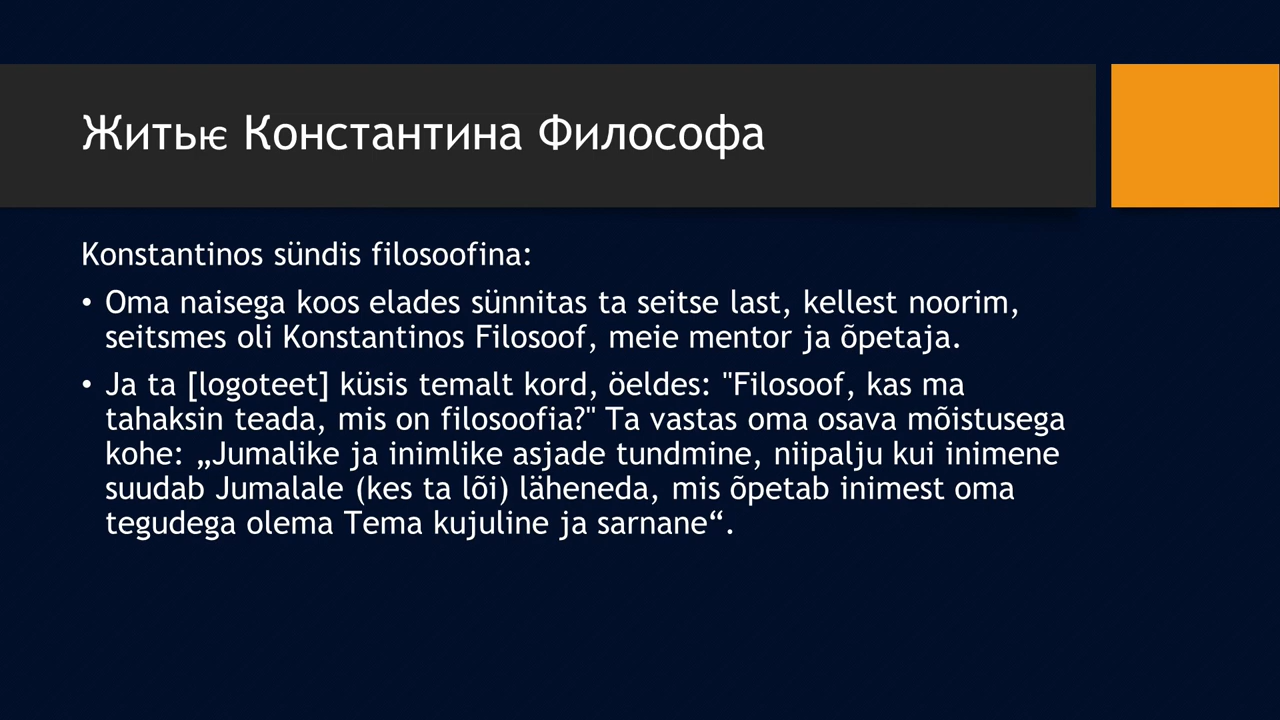 Житьѥ Константина Философа
Konstantinos sündis filosoofina:
• Oma naisega koos elades sünnitas ta seitse last, kellest noorim,
seitsmes oli Konstantinos Filosoof, meie mentor ja õpetaja.
• Ja ta [logoteet] küsis temalt kord, öeldes: "Filosoof, kas ma
tahaksin teada, mis on filosoofia?" Ta vastas oma osava mõistusega
kohe: „Jumalike ja inimlike asjade tundmine, niipalju kui inimene
suudab Jumalale (kes ta lõi) läheneda, mis õpetab inimest oma
tegudega olema Tema kujuline ja sarnane“.